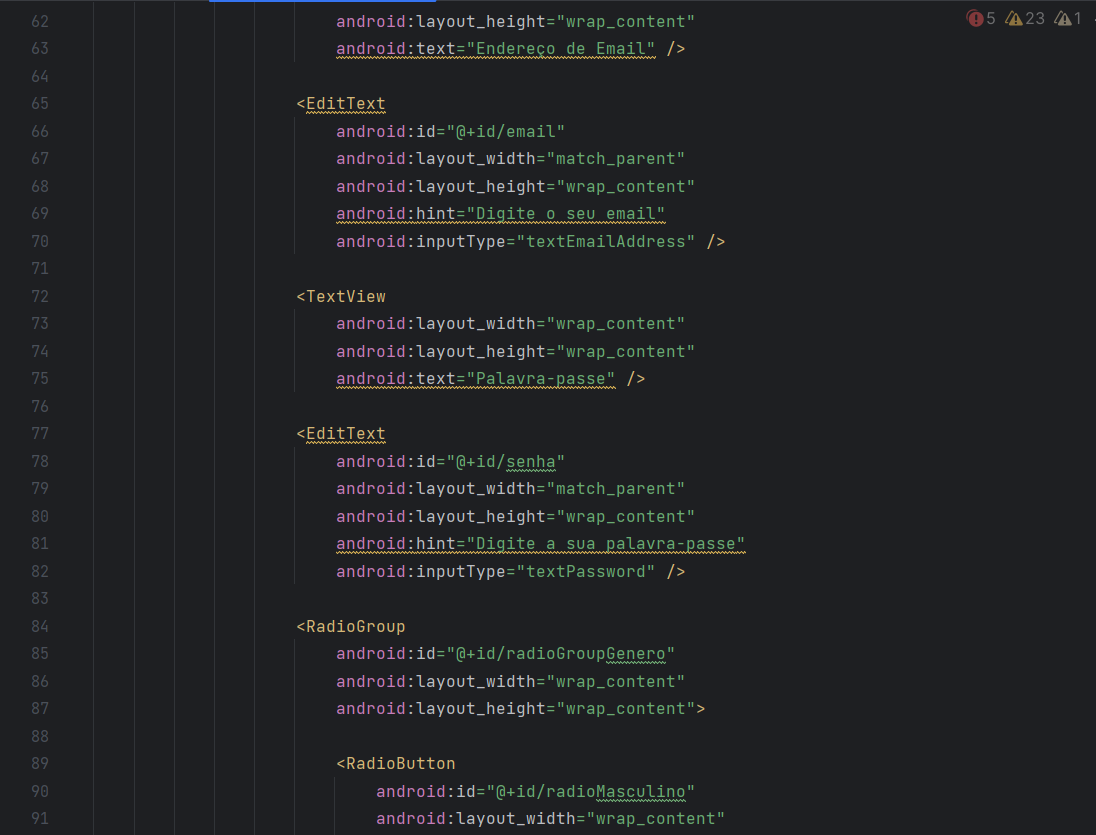 5 23 1
62 android:layout_height="wrap_content"
63 android:text="Endereço de Email" />
64
65 <EditText
66 android:id="@+id/email"
67 android:layout_width="match_parent"
68 android:layout_height="wrap_content"
69 android:hint="Digite o seu email"
70 android:inputType="textEmailAddress" />
71
72 <TextView
73 android:layout_width="wrap_content"
74 android:layout_height="wrap_content"
75 android:text="Palavra-passe" />
76
77 <EditText
78 android:id="@+id/senha"
79 android:layout_width="match_parent"
80 android:layout_height="wrap_content"
81 android:hint="Digite a sua palavra-passe"
82 android:inputType="textPassword" />
83
84 <RadioGroup
85 android:id="@+id/radioGroupGenero"
86 android:layout_width="wrap_content"
87 android:layout_height="wrap_content">
88
89 <RadioButton
90 android:id="@+id/radioMasculino"
91 android:layout_width="wrap_content"